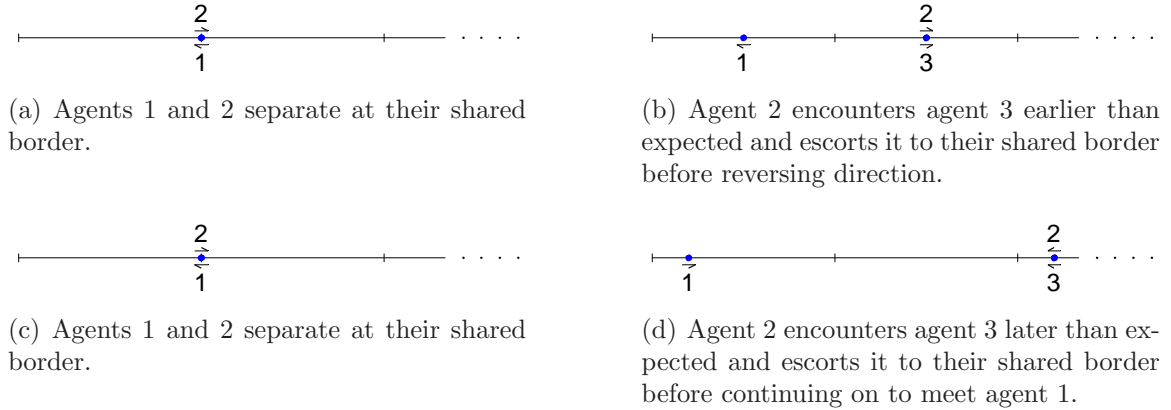 2
1
(a) Agents 1 and 2 separate at their shared
border.
2
1
3
(b) Agent 2 encounters agent 3 earlier than
expected and escorts it to their shared border
before reversing direction.
2
1
(c) Agents 1 and 2 separate at their shared
border.
2
1
3
(d) Agent 2 encounters agent 3 later than ex-
pected and escorts it to their shared border
before continuing on to meet agent 1.